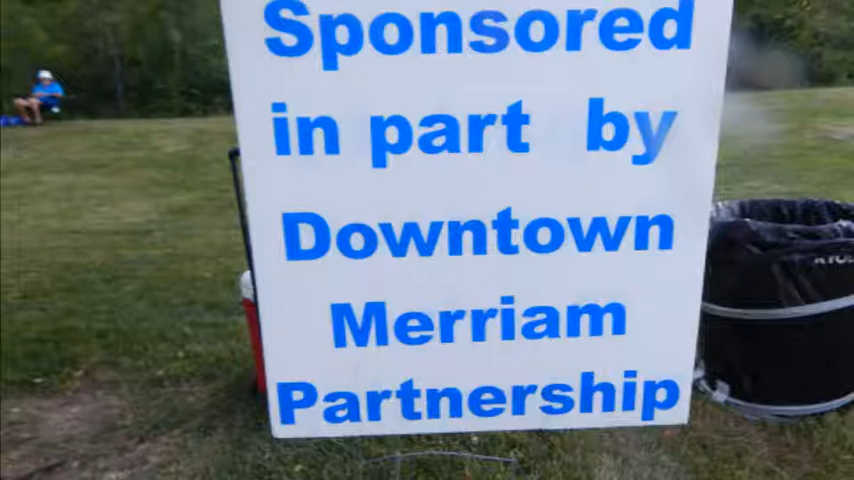 Sponsored
in part by
Downtown
Merriam
Partnership